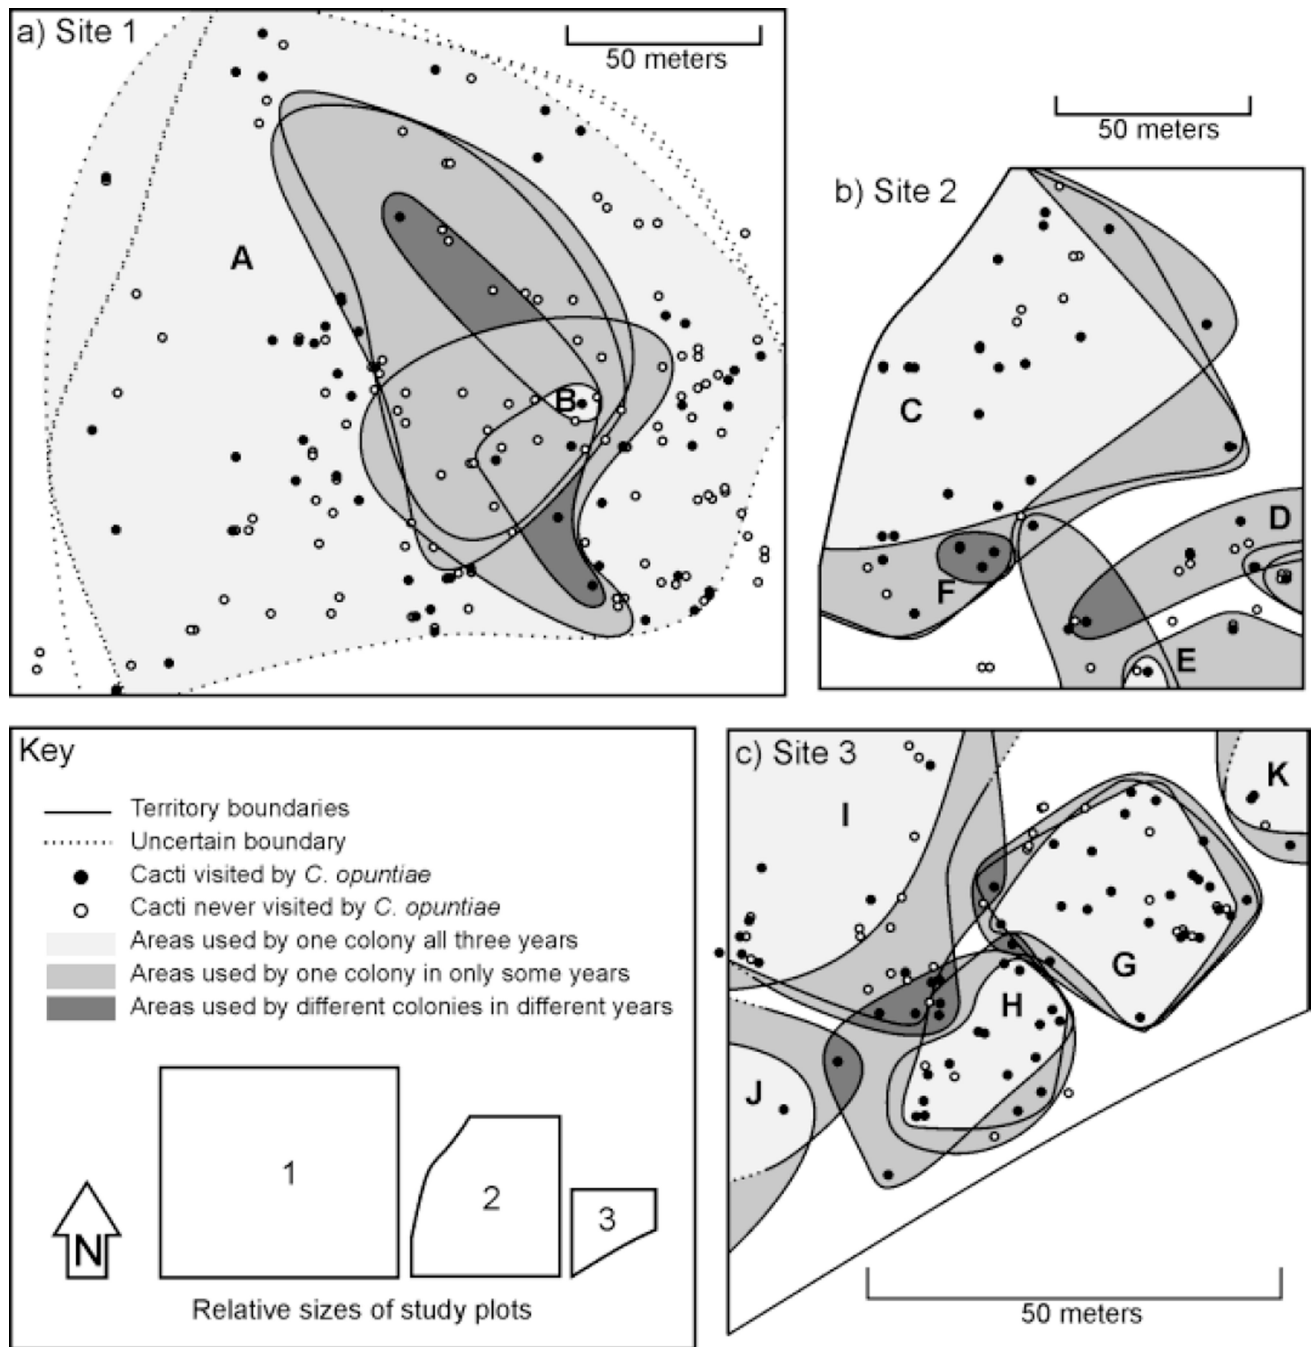 a) Site 1
50 meters
A
B
50 meters
b) Site 2
C
D
E
F
Key
Territory boundaries
Uncertain boundary
Cacti visited by C. opuntiae
Cacti never visited by C. opuntiae
Areas used by one colony all three years
Areas used by one colony in only some years
Areas used by different colonies in different years
1
2
3
N
Relative sizes of study plots
c) Site 3
K
I
G
H
J
50 meters